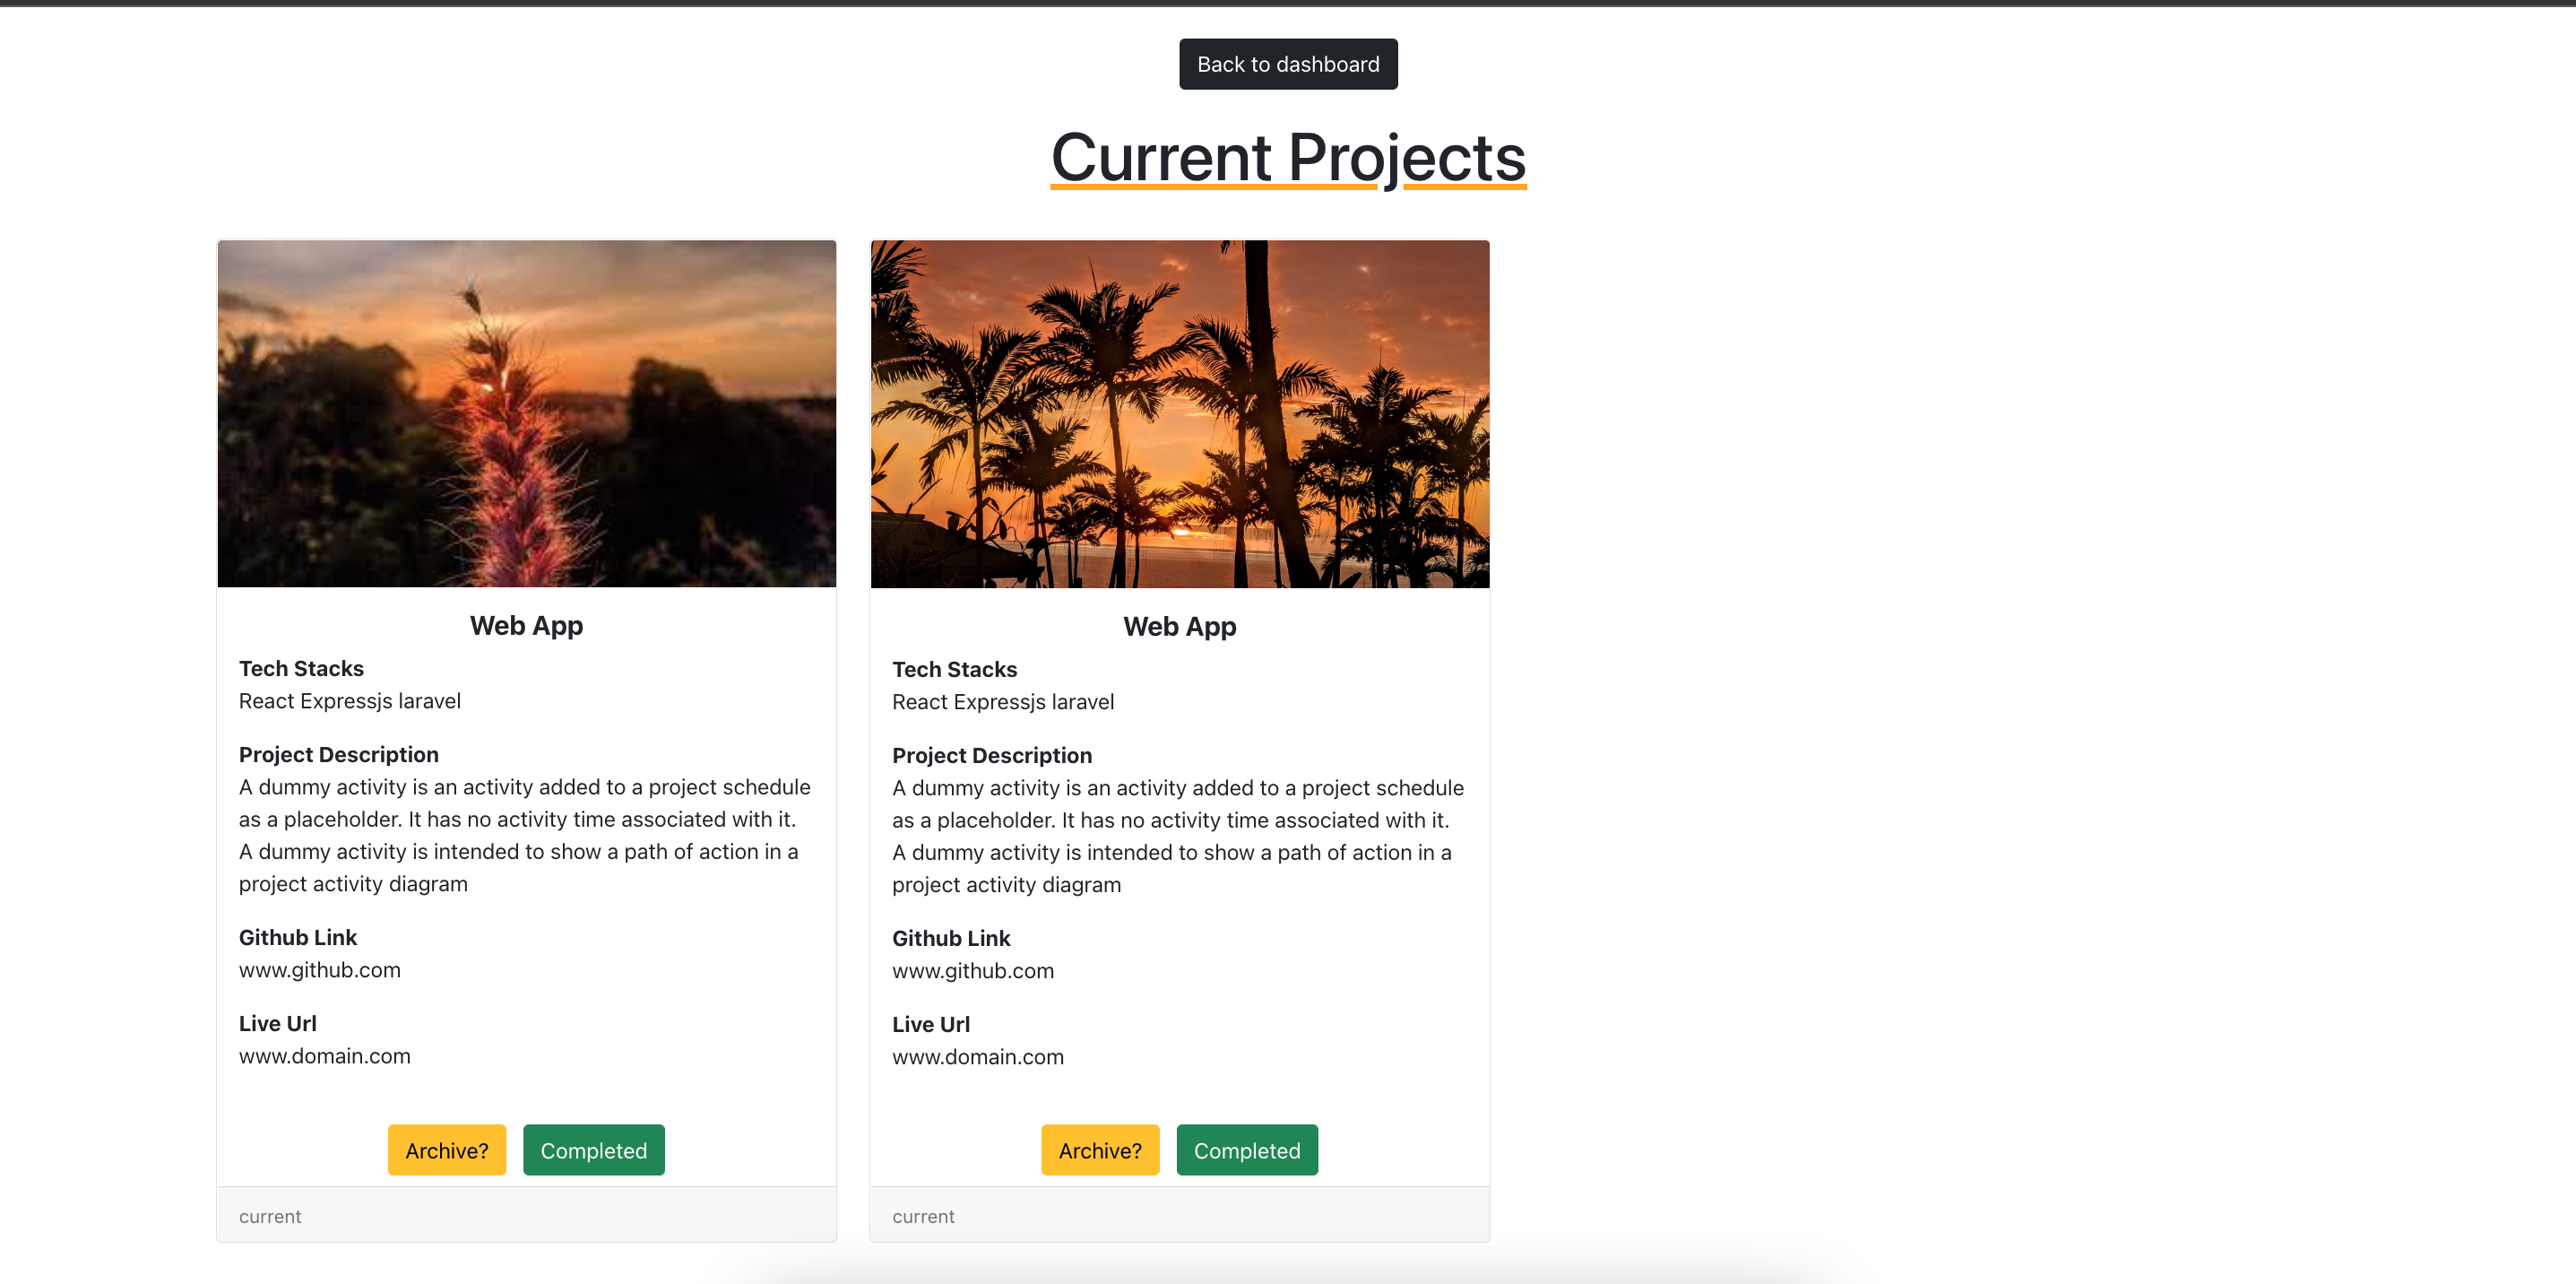 Back to dashboard
Current Projects
Web App
Tech Stacks
React Expressjs laravel
Project Description
A dummy activity is an activity added to a project schedule
as a placeholder. It has no activity time associated with it.
A dummy activity is intended to show a path of action in a
project activity diagram
Github Link
www.github.com
Live Url
www.domain.com
Archive?
Completed
current
Web App
Tech Stacks
React Expressjs laravel
Project Description
A dummy activity is an activity added to a project schedule
as a placeholder. It has no activity time associated with it.
A dummy activity is intended to show a path of action in a
project activity diagram
Github Link
www.github.com
Live Url
www.domain.com
Archive?
Completed
current